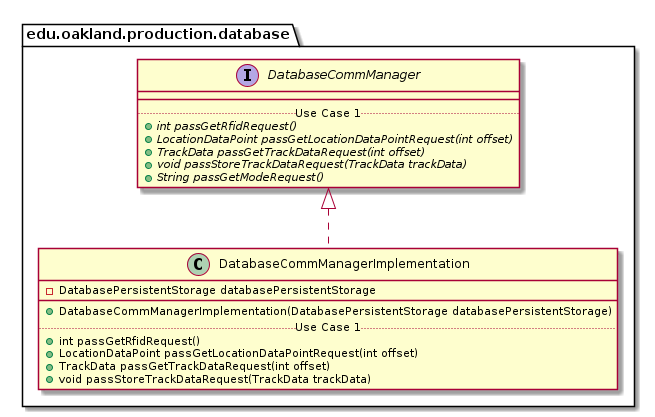 edu.oakland.production.database
I DatabaseCommManager
Use Case 1
int passGetRfidRequest()
LocationDataPoint passGetLocationDataPointRequest(int offset)
TrackData passGetTrackDataRequest(int offset)
void passStoreTrackDataRequest(TrackData trackData)
String passGetModeRequest()
C DatabaseCommManagerImplementation
DatabasePersistentStorage databasePersistentStorage
DatabaseCommManagerImplementation(DatabasePersistentStorage databasePersistentStorage)
Use Case 1
int passGetRfidRequest()
LocationDataPoint passGetLocationDataPointRequest(int offset)
TrackData passGetTrackDataRequest(int offset)
void passStoreTrackDataRequest(TrackData trackData)